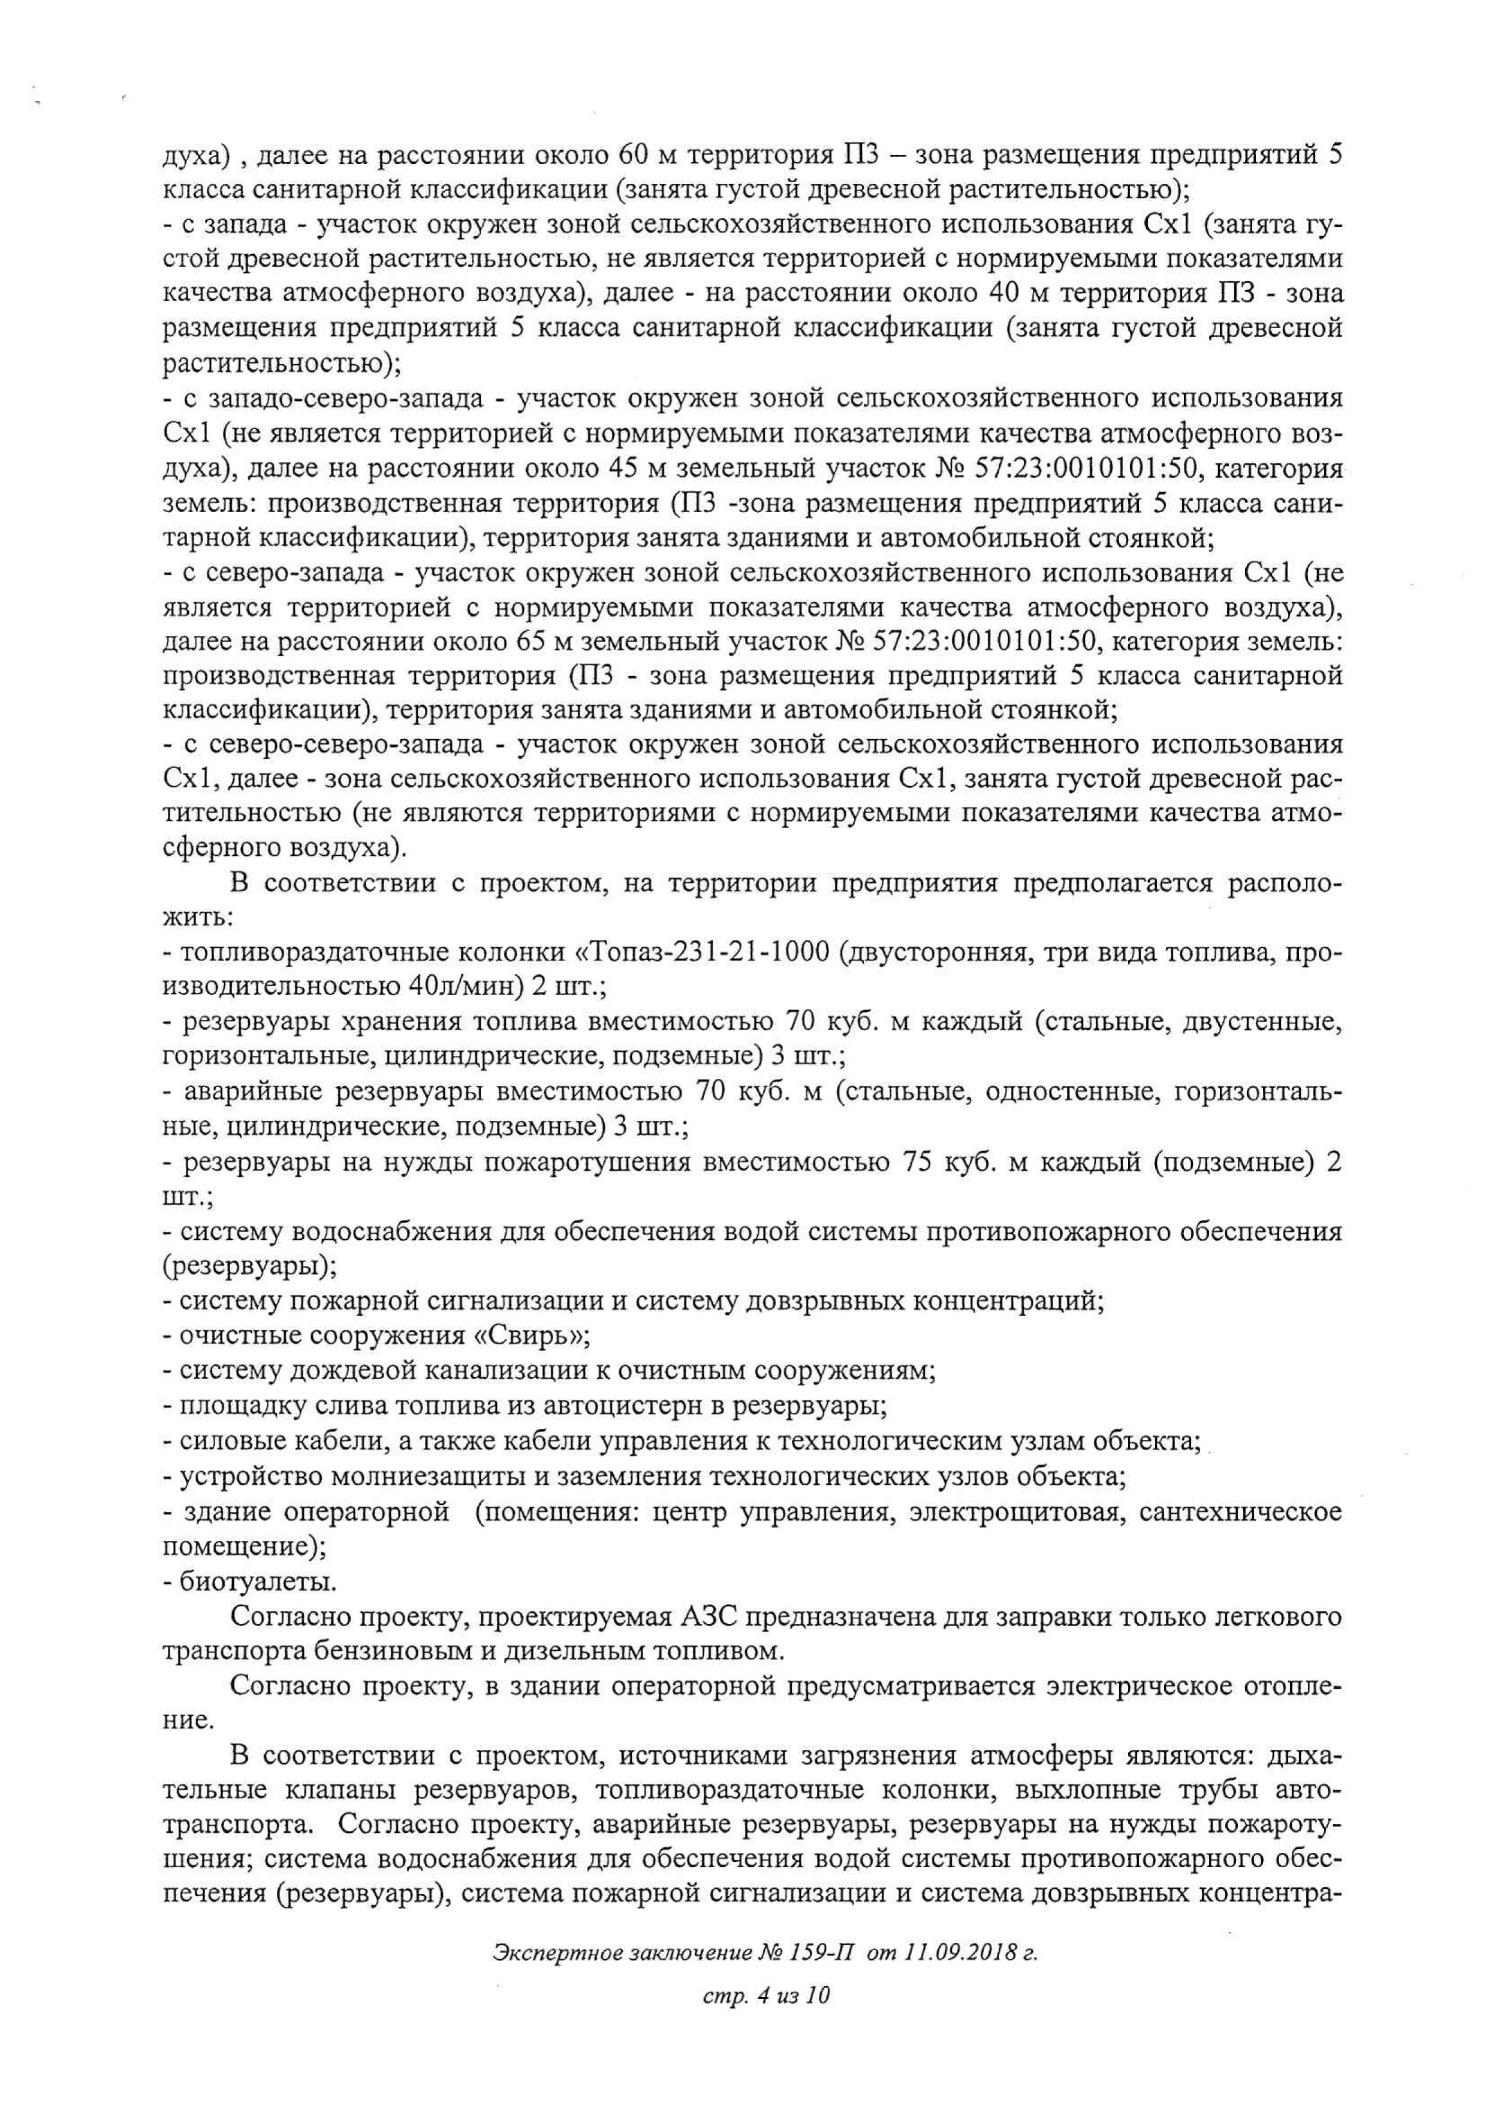 духа) , далее на расстоянии около 60 м территория ПЗ – зона размещения предприятий 5
класса санитарной классификации (занята густой древесной растительностью);
- с запада - участок окружен зоной сельскохозяйственного использования Сх1 (занята гу-
стой древесной растительностью, не является территорией с нормируемыми показателями
качества атмосферного воздуха), далее - на расстоянии около 40 м территория ПЗ - зона
размещения предприятий 5 класса санитарной классификации (занята густой древесной
растительностью);
- с западо-северо-запада - участок окружен зоной сельскохозяйственного использования
Сх1 (не является территорией с нормируемыми показателями качества атмосферного воз-
духа), далее на расстоянии около 45 м земельный участок № 57:23:0010101:50, категория
земель: производственная территория (ПЗ -зона размещения предприятий 5 класса сани-
тарной классификации), территория занята зданиями и автомобильной стоянкой;
- с северо-запада - участок окружен зоной сельскохозяйственного использования Сх1 (не
является территорией с нормируемыми показателями качества атмосферного воздуха),
далее на расстоянии около 65 м земельный участок № 57:23:0010101:50, категория земель:
производственная территория (ПЗ - зона размещения предприятий 5 класса санитарной
классификации), территория занята зданиями и автомобильной стоянкой;
- с северо-северо-запада - участок окружен зоной сельскохозяйственного использования
Сх1, далее - зона сельскохозяйственного использования Сх1, занята густой древесной рас-
тительностью (не являются территориями с нормируемыми показателями качества атмо-
сферного воздуха).
В соответствии с проектом, на территории предприятия предполагается располо-
жить:
- топливораздаточные колонки «Топаз-231-21-1000 (двусторонняя, три вида топлива, про-
изводительностью 40л/мин) 2 шт.;
- резервуары хранения топлива вместимостью 70 куб. м каждый (стальные, двустенные,
горизонтальные, цилиндрические, подземные) 3 шт.;
- аварийные резервуары вместимостью 70 куб. м (стальные, одностенные, горизонталь-
ные, цилиндрические, подземные) 3 шт.;
- резервуары на нужды пожаротушения вместимостью 75 куб. м каждый (подземные) 2
шт.;
- систему водоснабжения для обеспечения водой системы противопожарного обеспечения
(резервуары);
- систему пожарной сигнализации и систему довзрывных концентраций;
- очистные сооружения «Свирь»;
- систему дождевой канализации к очистным сооружениям;
- площадку слива топлива из автоцистерн в резервуары;
- силовые кабели, а также кабели управления к технологическим узлам объекта;
- устройство молниезащиты и заземления технологических узлов объекта;
- здание операторной (помещения: центр управления, электрощитовая, сантехническое
помещение);
- биотуалеты.
Согласно проекту, проектируемая АЗС предназначена для заправки только легкового
транспорта бензиновым и дизельным топливом.
Согласно проекту, в здании операторной предусматривается электрическое отопле-
ние.
В соответствии с проектом, источниками загрязнения атмосферы являются: дыха-
тельные клапаны резервуаров, топливораздаточные колонки, выхлопные трубы авто-
транспорта. Согласно проекту, аварийные резервуары, резервуары на нужды пожароту-
шения; система водоснабжения для обеспечения водой системы противопожарного обес-
печения (резервуары), система пожарной сигнализации и система довзрывных концентра-
Экспертное заключение № 159-П от 11.09.2018 г.
стр. 4 из 10